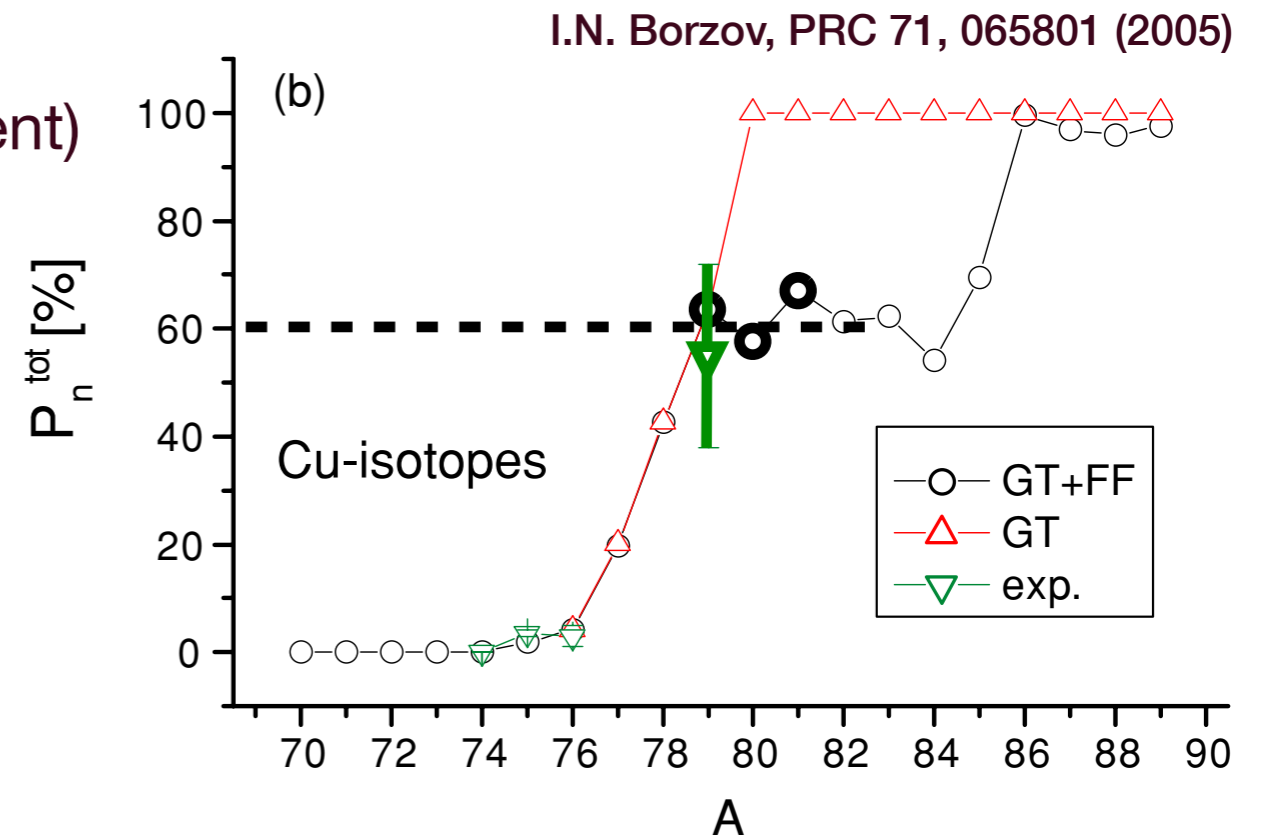 I.N. Borzov, PRC 71, 065801 (2005)
ent)
(b)
100
80
60
40
20
0
P_n^tot [%]
Cu-isotopes
GT+FF
GT
exp.
70 72 74 76 78 80 82 84 86 88 90
A